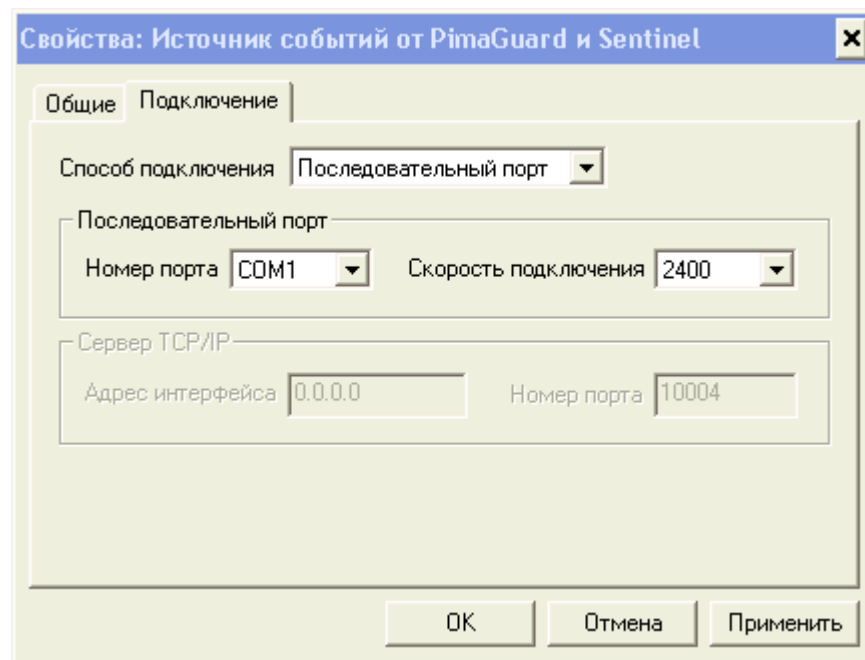 Свойства: Источник событий от PimaGuard и Sentinel
Общие Подключение
Способ подключения Последовательный порт
Последовательный порт
Номер порта COM1 Скорость подключения 2400
Сервер TCP/IP
Адрес интерфейса 0.0.0.0 Номер порта 10004
OK Отмена Применить